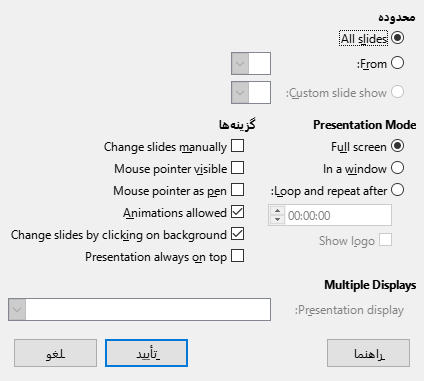 محدوده
All slides
From:
Custom slide show:
Presentation Mode
Full screen
In a window
Loop and repeat after:
00:00:00
Show logo
گزینه‌ها
Change slides manually
Mouse pointer visible
Mouse pointer as pen
Animations allowed
Change slides by clicking on background
Presentation always on top
Multiple Displays
Presentation display:
راهنما
تأیید
لغو